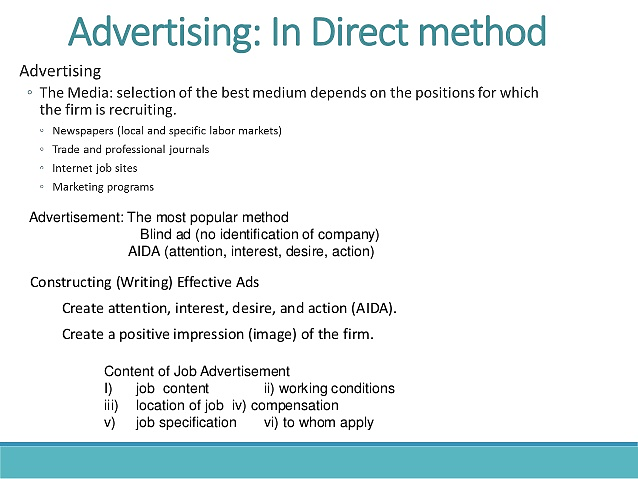 Advertising: In Direct method
Advertising
◦ The Media: selection of the best medium depends on the positions for which
the firm is recruiting.
◦ Newspapers (local and specific labor markets)
◦ Trade and professional journals
◦ Internet job sites
◦ Marketing programs
Advertisement: The most popular method
Blind ad (no identification of company)
AIDA (attention, interest, desire, action)
Constructing (Writing) Effective Ads
Create attention, interest, desire, and action (AIDA).
Create a positive impression (image) of the firm.
Content of Job Advertisement
I) job content ii) working conditions
iii) location of job iv) compensation
v) job specification vi) to whom apply